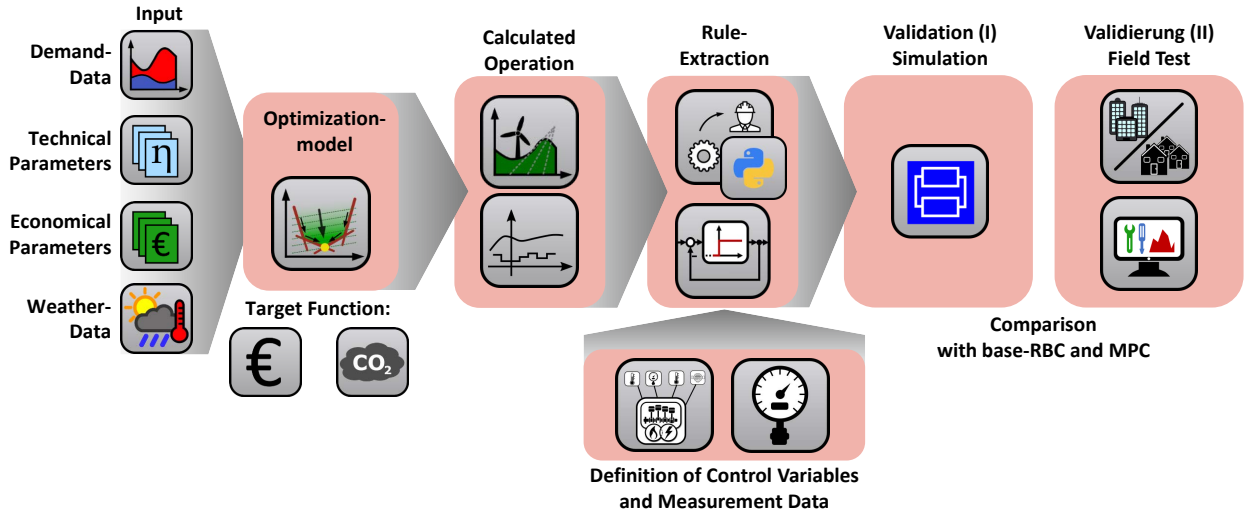 Input
Demand-
Data
Technical
Parameters
η
Economical
Parameters
€
Weather-
Data
Optimization-
model
Target Function:
€
CO₂
Calculated
Operation
Rule-
Extraction
-
Definition of Control Variables
and Measurement Data
Validation (I)
Simulation
Validierung (II)
Field Test
Comparison
with base-RBC and MPC